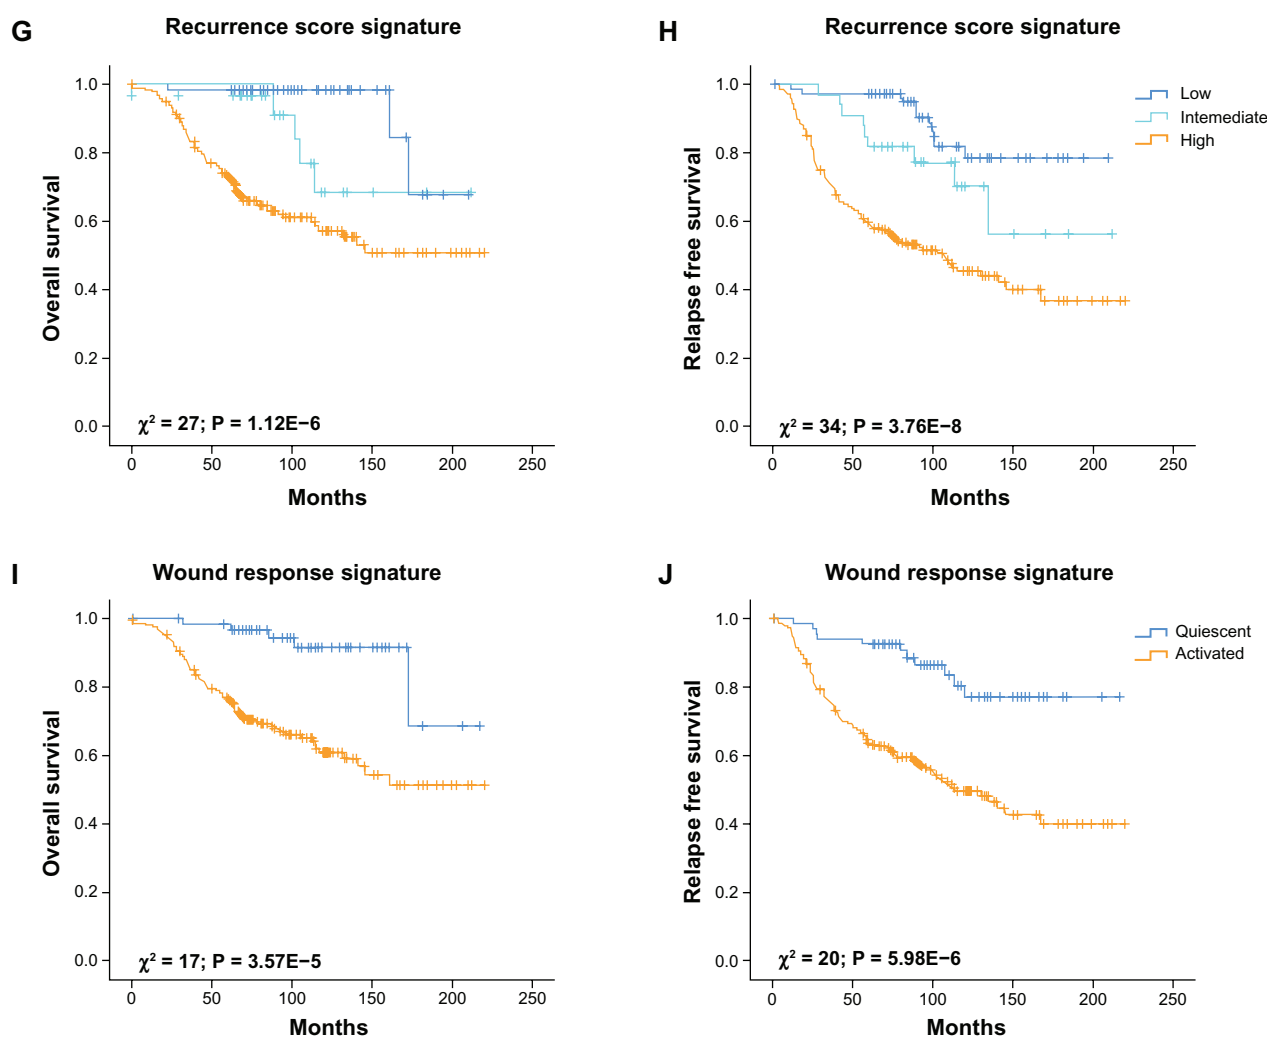 G
Recurrence score signature
Overall survival
1.0
0.8
0.6
0.4
0.2
0.0
χ² = 27; P = 1.12E−6
0 50 100 150 200 250
Months
H
Recurrence score signature
Relapse free survival
1.0
0.8
0.6
0.4
0.2
0.0
Low
Intemediate
High
χ² = 34; P = 3.76E−8
0 50 100 150 200 250
Months
I
Wound response signature
Overall survival
1.0
0.8
0.6
0.4
0.2
0.0
χ² = 17; P = 3.57E−5
0 50 100 150 200 250
Months
J
Wound response signature
Relapse free survival
1.0
0.8
0.6
0.4
0.2
0.0
Quiescent
Activated
χ² = 20; P = 5.98E−6
0 50 100 150 200 250
Months